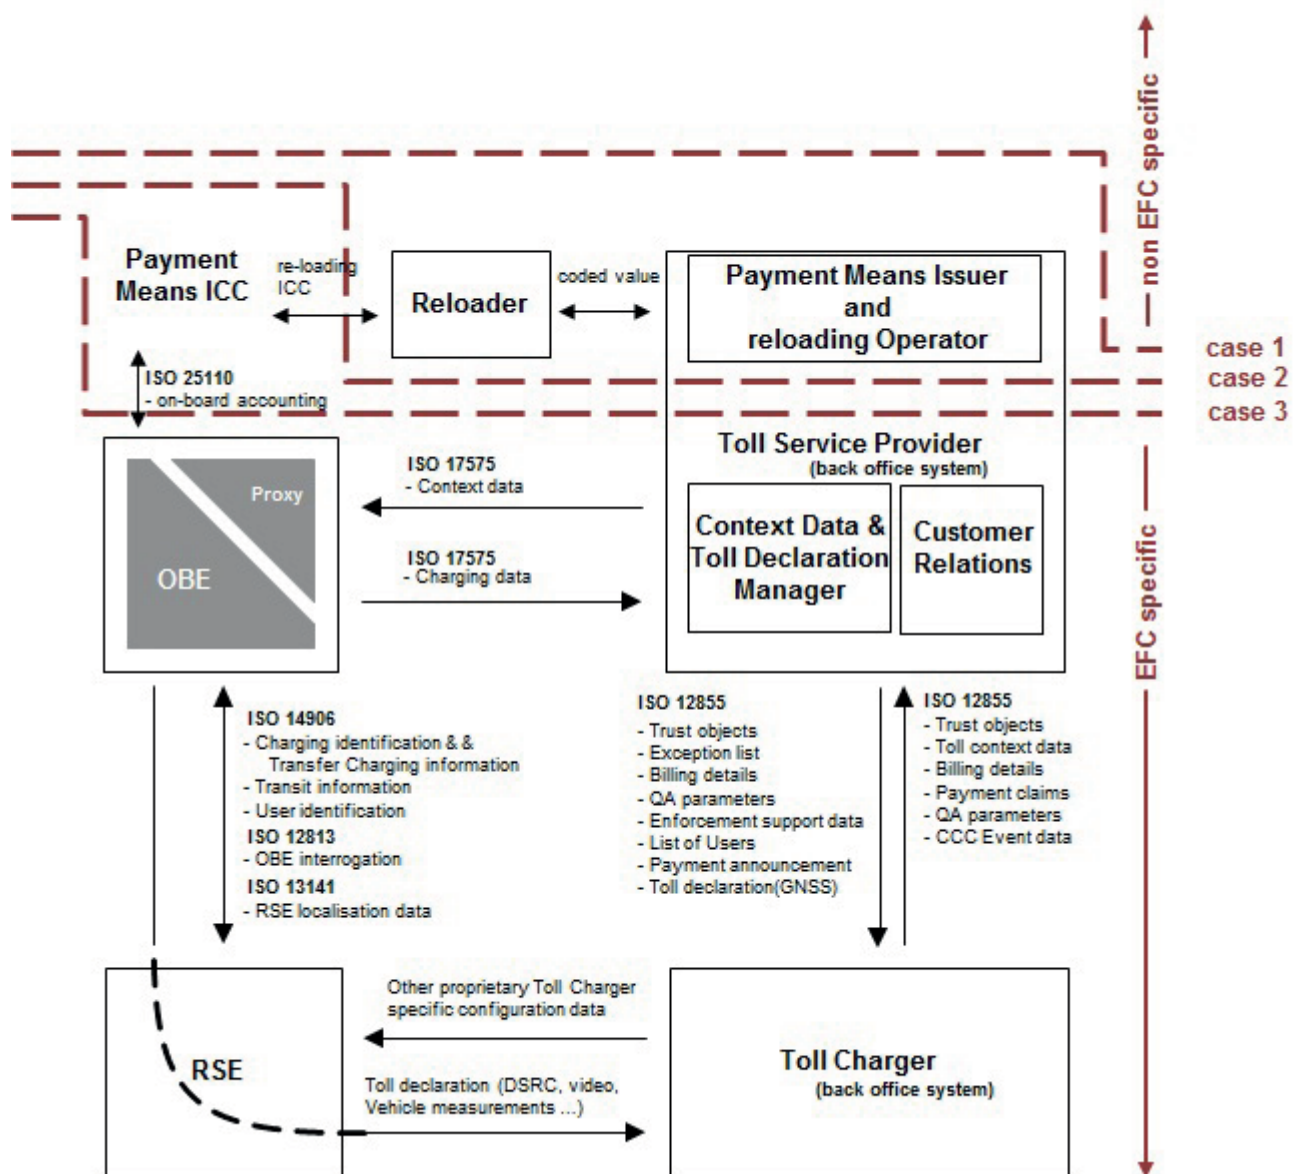 non EFC specific
Payment
Means ICC
re-loading
ICC
Reloader
coded value
Payment Means Issuer
and
reloading Operator
case 1
case 2
case 3
ISO 25110
- on-board accounting
Proxy
OBE
ISO 17575
- Context data
ISO 17575
- Charging data
Toll Service Provider
(back office system)
Context Data &
Toll Declaration
Manager
Customer
Relations
EFC specific
ISO 14906
- Charging identification & &
Transfer Charging information
- Transit information
- User identification
ISO 12813
- OBE interrogation
ISO 13141
- RSE localisation data
ISO 12855
- Trust objects
- Exception list
- Billing details
- QA parameters
- Enforcement support data
- List of Users
- Payment announcement
- Toll declaration(GNSS)
ISO 12855
- Trust objects
- Toll context data
- Billing details
- Payment claims
- QA parameters
- CCC Event data
RSE
Other proprietary Toll Charger
specific configuration data
Toll declaration (DSRC, video,
Vehicle measurements ...)
Toll Charger
(back office system)